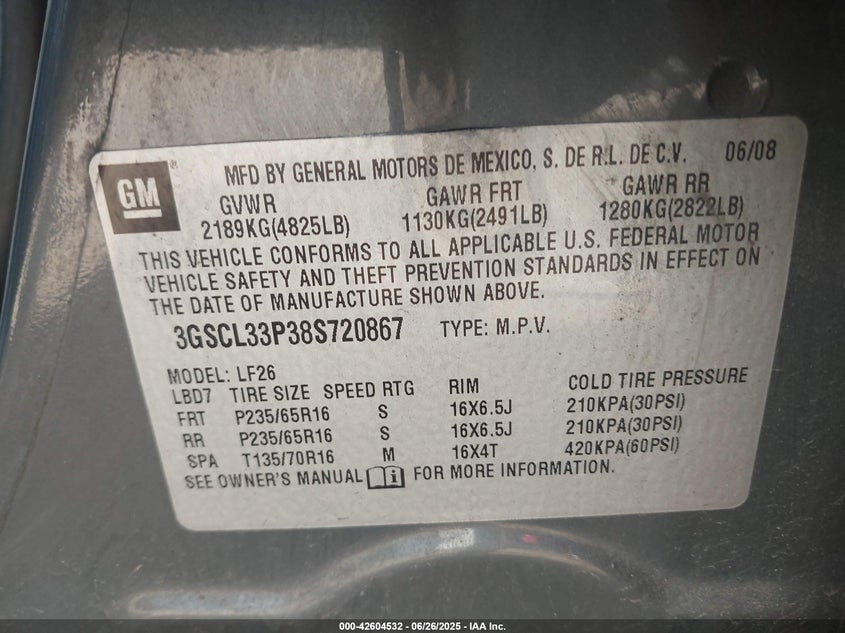 GM
MFD BY GENERAL MOTORS DE MEXICO, S. DE R.L. DE C.V. 06/08
GVWR GAWR FRT GAWR RR
2189KG(4825LB) 1130KG(2491LB) 1280KG(2822LB)
THIS VEHICLE CONFORMS TO ALL APPLICABLE U.S. FEDERAL MOTOR
VEHICLE SAFETY AND THEFT PREVENTION STANDARDS IN EFFECT ON
THE DATE OF MANUFACTURE SHOWN ABOVE.
3GSCL33P38S720867 TYPE: M.P.V.
MODEL: LF26
LBD7 TIRE SIZE SPEED RTG RIM COLD TIRE PRESSURE
FRT P235/65R16 S 16X6.5J 210KPA(30PSI)
RR P235/65R16 S 16X6.5J 210KPA(30PSI)
SPA T135/70R16 M 16X4T 420KPA(60PSI)
SEE OWNER'S MANUAL i FOR MORE INFORMATION.
000-42604532 - 06/26/2025 - IAA Inc.